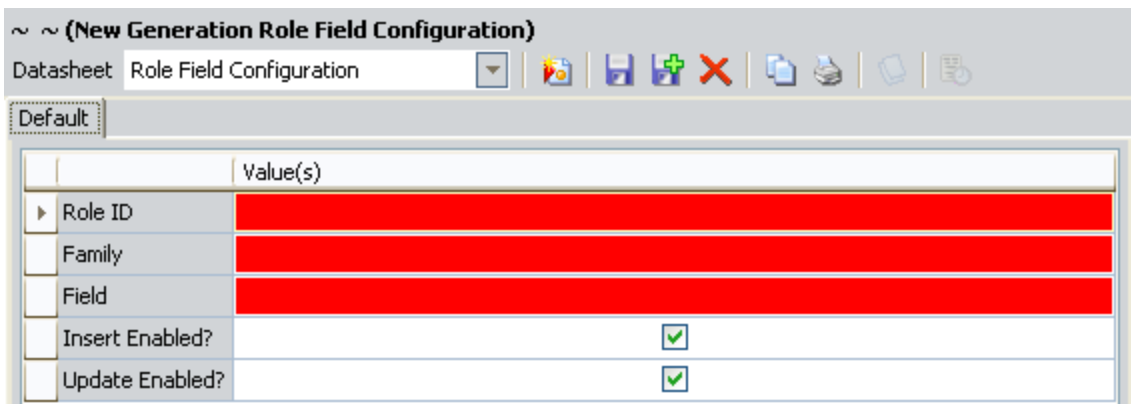 ~ ~ (New Generation Role Field Configuration)
Datasheet Role Field Configuration
Default
Value(s)
Role ID
Family
Field
Insert Enabled?
Update Enabled?